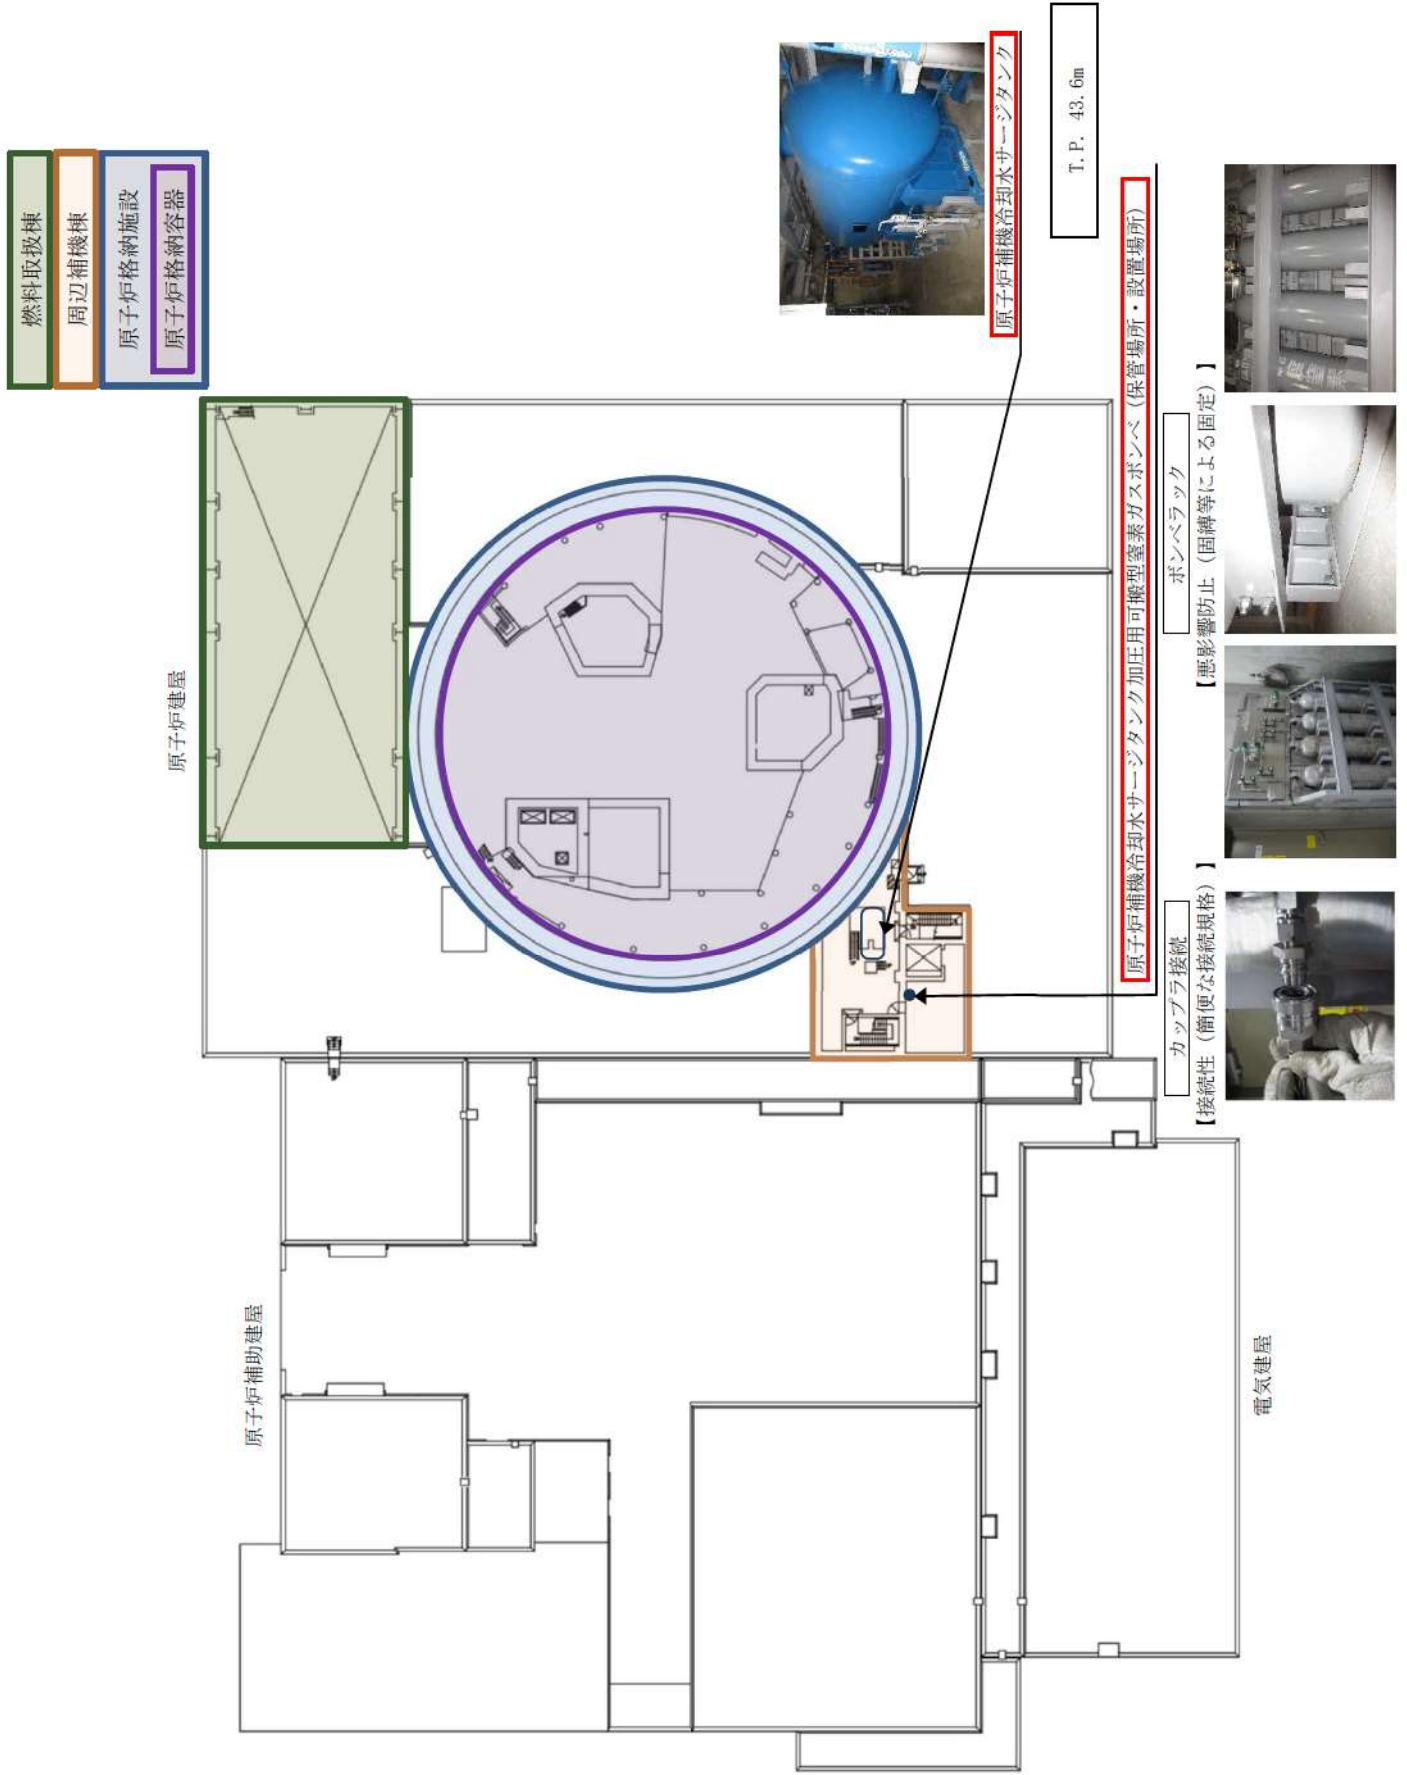 燃料取扱棟
周辺補機棟
原子炉格納施設
原子炉格納容器
原子炉建屋
原子炉補助建屋
電気建屋
原子炉補機冷却水サージタンク
T.P. 43.6m
原子炉補機冷却水サージタンク加圧用可搬型窒素ガスボンベ（保管場所・設置場所）
カップラ接続
【接続性（簡便な接続規格）】
ボンベラック
【悪影響防止（固縛等による固定）】